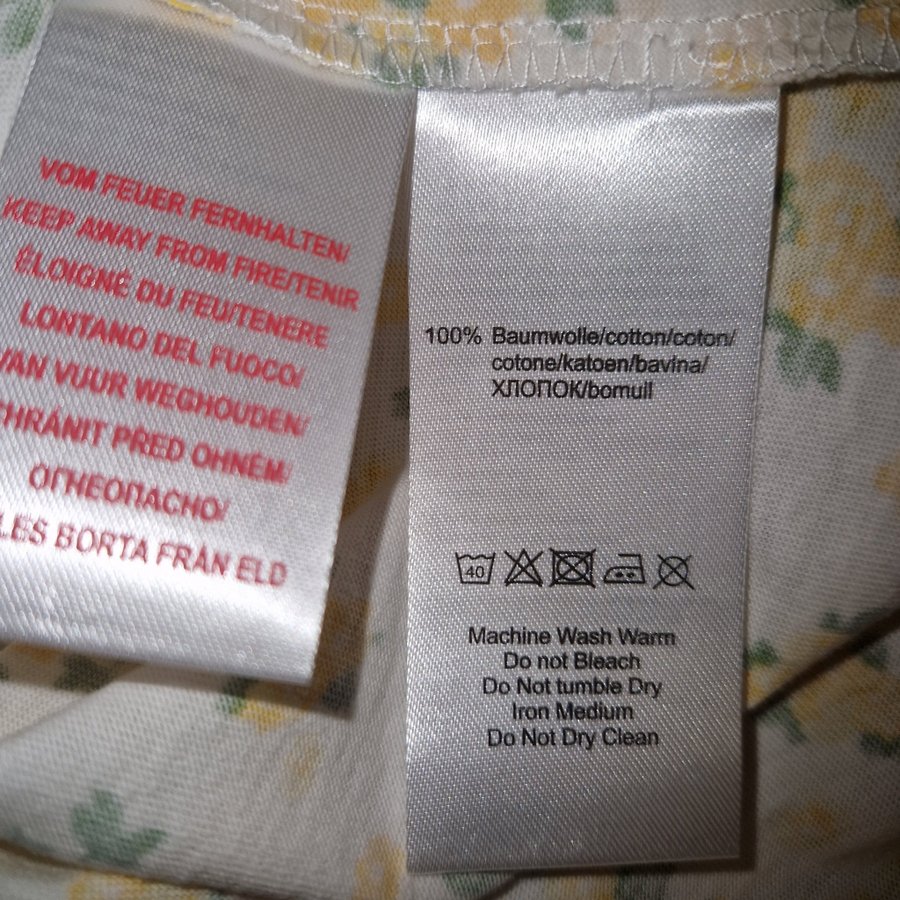 VOM FEUER FERNHALTEN/
KEEP AWAY FROM FIRE/TENIR
ÉLOIGNÉ DU FEU/TENERE
LONTANO DEL FUOCO/
VAN VUUR WEGHOUDEN/
CHRÁNIT PRED OHNĚM/
ОГНЕОПАСНО/
LES BORTA FRÅN ELD
100% Baumwolle/cotton/coton/
cotone/katoen/bavina/
ХЛОПОК/bomull
40
Machine Wash Warm
Do not Bleach
Do Not tumble Dry
Iron Medium
Do Not Dry Clean